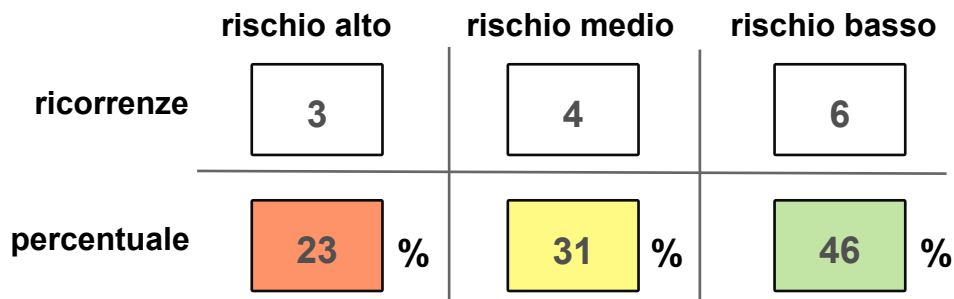 rischio alto rischio medio rischio basso
ricorrenze 3 4 6
percentuale 23 % 31 % 46 %